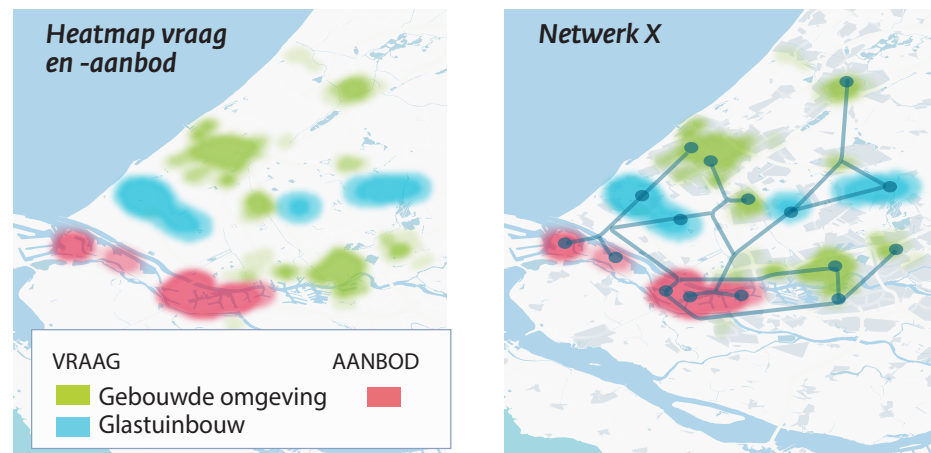 Heatmap vraag
en -aanbod
Netwerk X
VRAAG
AANBOD
Gebouwde omgeving
Glastuinbouw